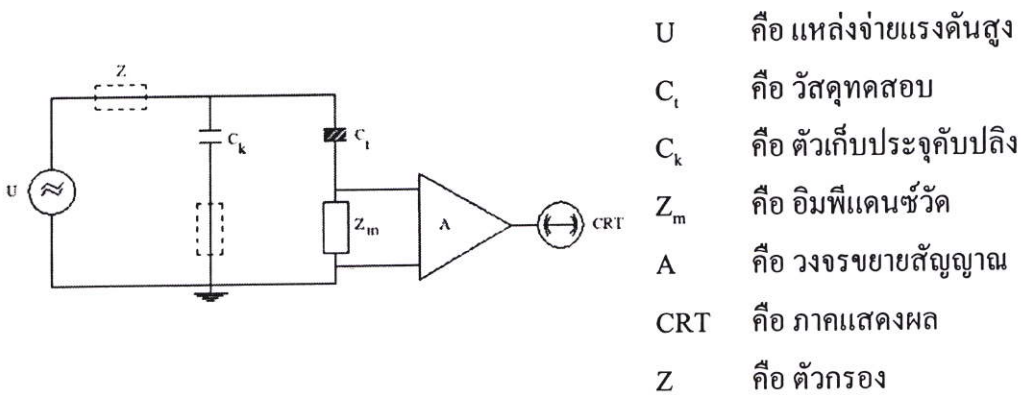 Z
U
C_k
C_t
Z_m
A
CRT
U คือ แหล่งจ่ายแรงดันสูง
C_t คือ วัสดุทดสอบ
C_k คือ ตัวเก็บประจุคับปลิง
Z_m คือ อิมพีแดนซ์วัด
A คือ วงจรขยายสัญญาณ
CRT คือ ภาคแสดงผล
Z คือ ตัวกรอง